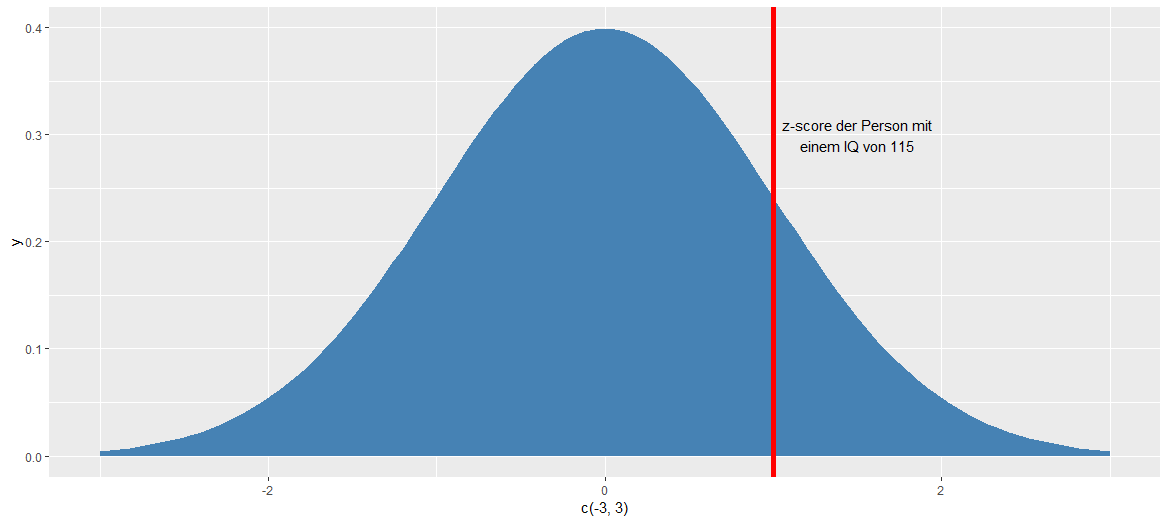 0.4
z-score der Person mit
einem IQ von 115
0.3
y
0.2
0.1
0.0
-2
0
2
c(-3, 3)